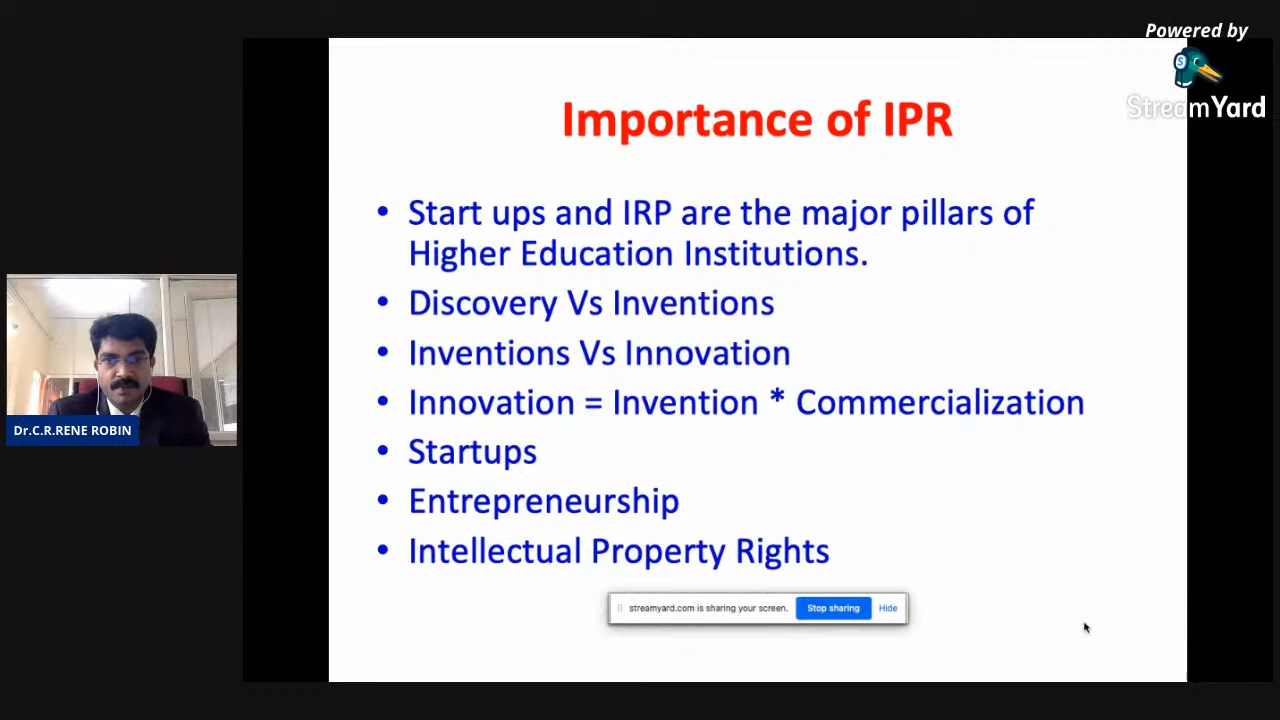 Powered by
StreamYard
Importance of IPR
• Start ups and IRP are the major pillars of
Higher Education Institutions.
• Discovery Vs Inventions
• Inventions Vs Innovation
• Innovation = Invention * Commercialization
• Startups
• Entrepreneurship
• Intellectual Property Rights
Dr.C.R.RENE ROBIN
streamyard.com is sharing your screen. Stop sharing Hide